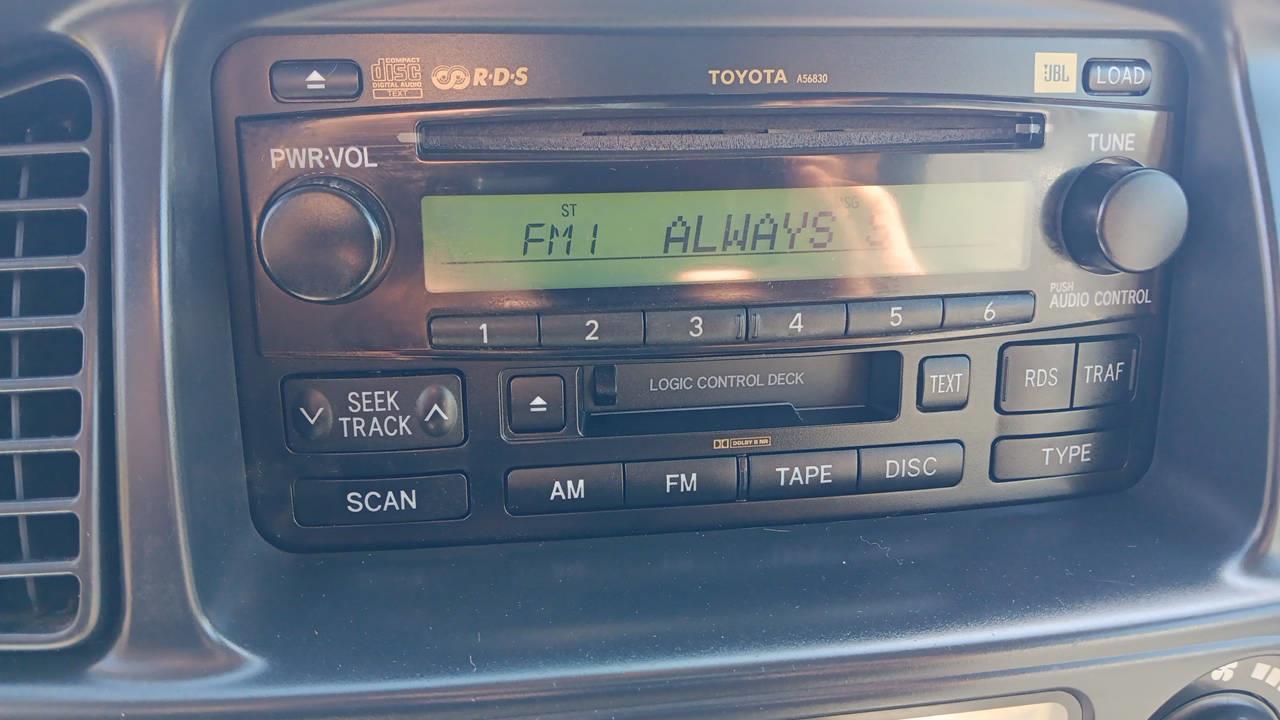 COMPACT
disc
DIGITAL AUDIO
TEXT
R·D·S
TOYOTA A56830
JBL
LOAD
PWR·VOL
TUNE
ST
FM1 ALWAYS
PUSH
AUDIO CONTROL
1 2 3 4 5 6
SEEK
TRACK
LOGIC CONTROL DECK
TEXT
RDS
TRAF
DOLBY B NR
SCAN
AM
FM
TAPE
DISC
TYPE